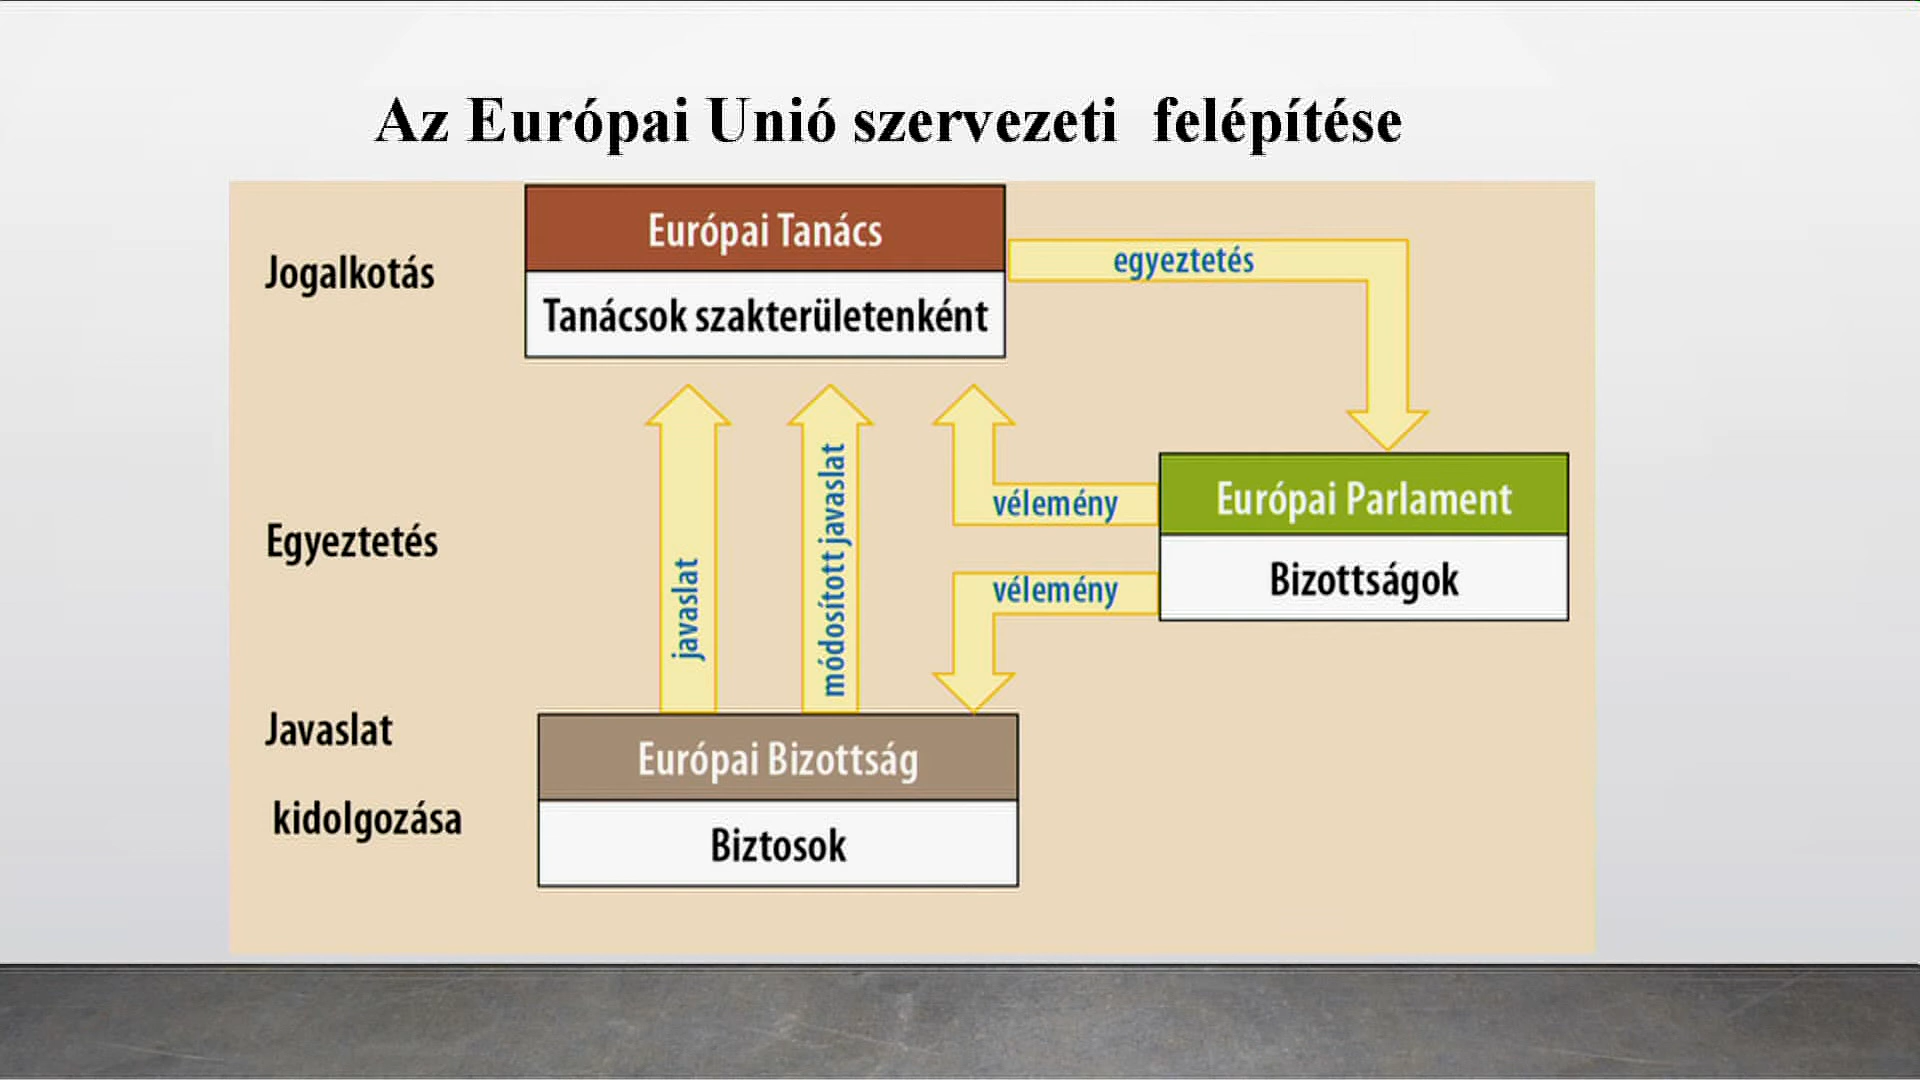 Az Európai Unió szervezeti felépítése
Jogalkotás
Európai Tanács
Tanácsok szakterületenként
egyeztetés
Egyeztetés
javaslat
módosított javaslat
vélemény
vélemény
Európai Parlament
Bizottságok
Javaslat
kidolgozása
Európai Bizottság
Biztosok